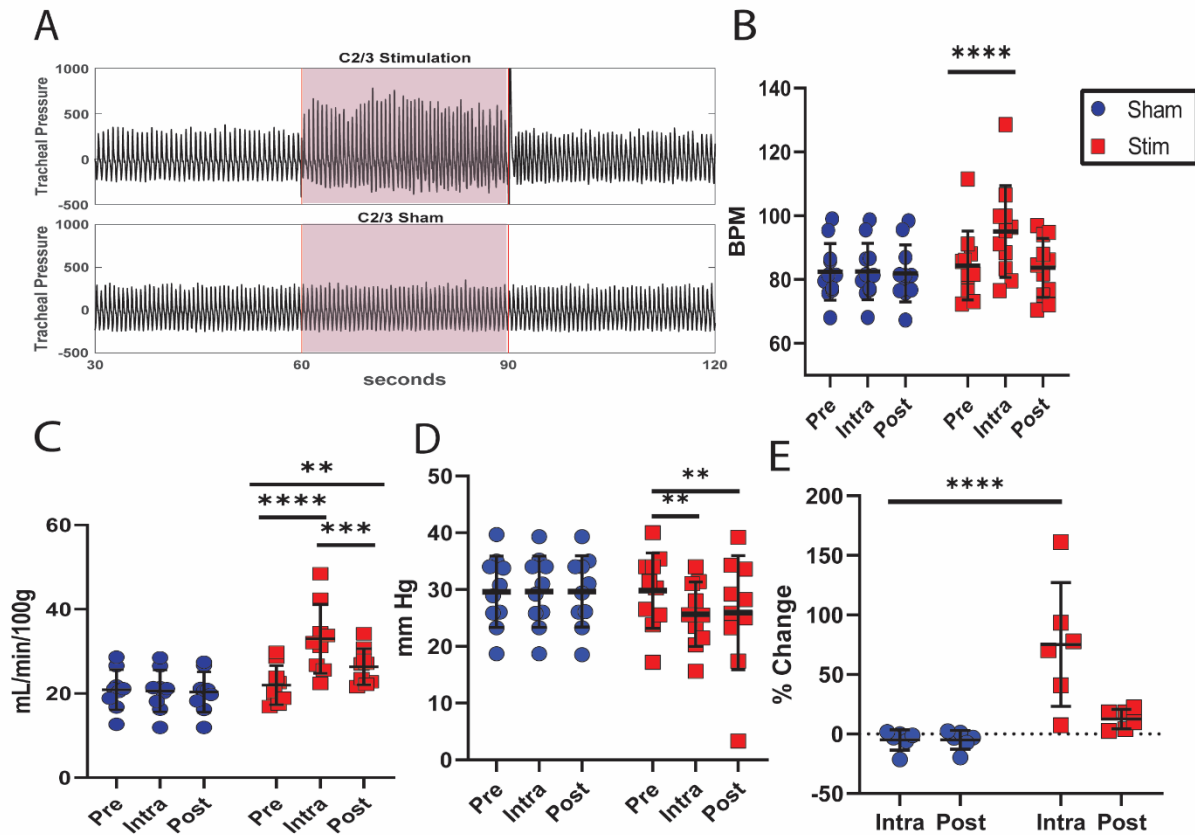 A
C2/3 Stimulation
Tracheal Pressure
1000
500
0
-500
C2/3 Sham
Tracheal Pressure
1000
500
0
-500
30
60
90
120
seconds
B
****
Sham
Stim
BPM
140
120
100
80
60
Pre
Intra
Post
Pre
Intra
Post
C
**
****
***
mL/min/100g
60
40
20
0
Pre
Intra
Post
Pre
Intra
Post
D
**
**
mm Hg
50
40
30
20
10
0
Pre
Intra
Post
Pre
Intra
Post
E
****
% Change
200
150
100
50
0
-50
Intra Post
Intra Post